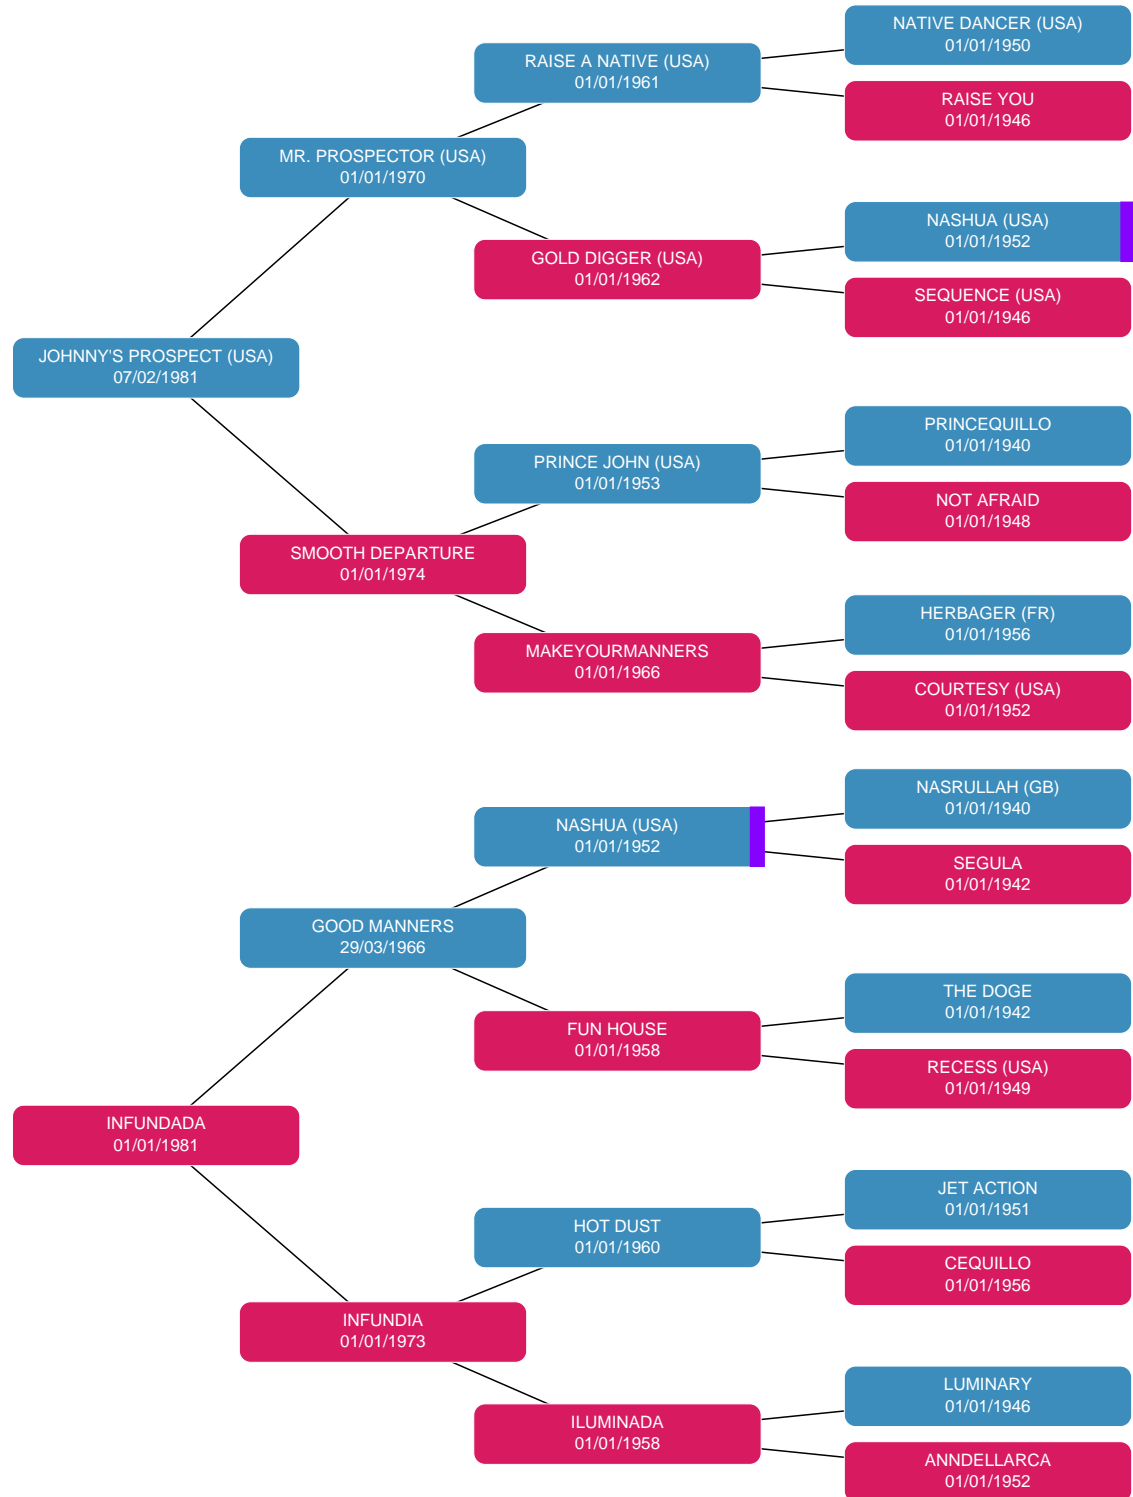 NATIVE DANCER (USA)
01/01/1950
RAISE A NATIVE (USA)
01/01/1961
RAISE YOU
01/01/1946
MR. PROSPECTOR (USA)
01/01/1970
NASHUA (USA)
01/01/1952
GOLD DIGGER (USA)
01/01/1962
SEQUENCE (USA)
01/01/1946
JOHNNY'S PROSPECT (USA)
07/02/1981
PRINCEQUILLO
01/01/1940
PRINCE JOHN (USA)
01/01/1953
NOT AFRAID
01/01/1948
SMOOTH DEPARTURE
01/01/1974
HERBAGER (FR)
01/01/1956
MAKEYOURMANNERS
01/01/1966
COURTESY (USA)
01/01/1952
NASRULLAH (GB)
01/01/1940
NASHUA (USA)
01/01/1952
SEGULA
01/01/1942
GOOD MANNERS
29/03/1966
THE DOGE
01/01/1942
FUN HOUSE
01/01/1958
RECESS (USA)
01/01/1949
INFUNDADA
01/01/1981
JET ACTION
01/01/1951
HOT DUST
01/01/1960
CEQUILLO
01/01/1956
INFUNDIA
01/01/1973
LUMINARY
01/01/1946
ILUMINADA
01/01/1958
ANNDELLARCA
01/01/1952